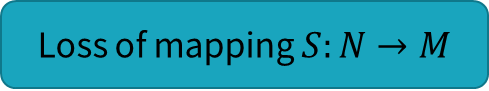 Loss of mapping S: N → M